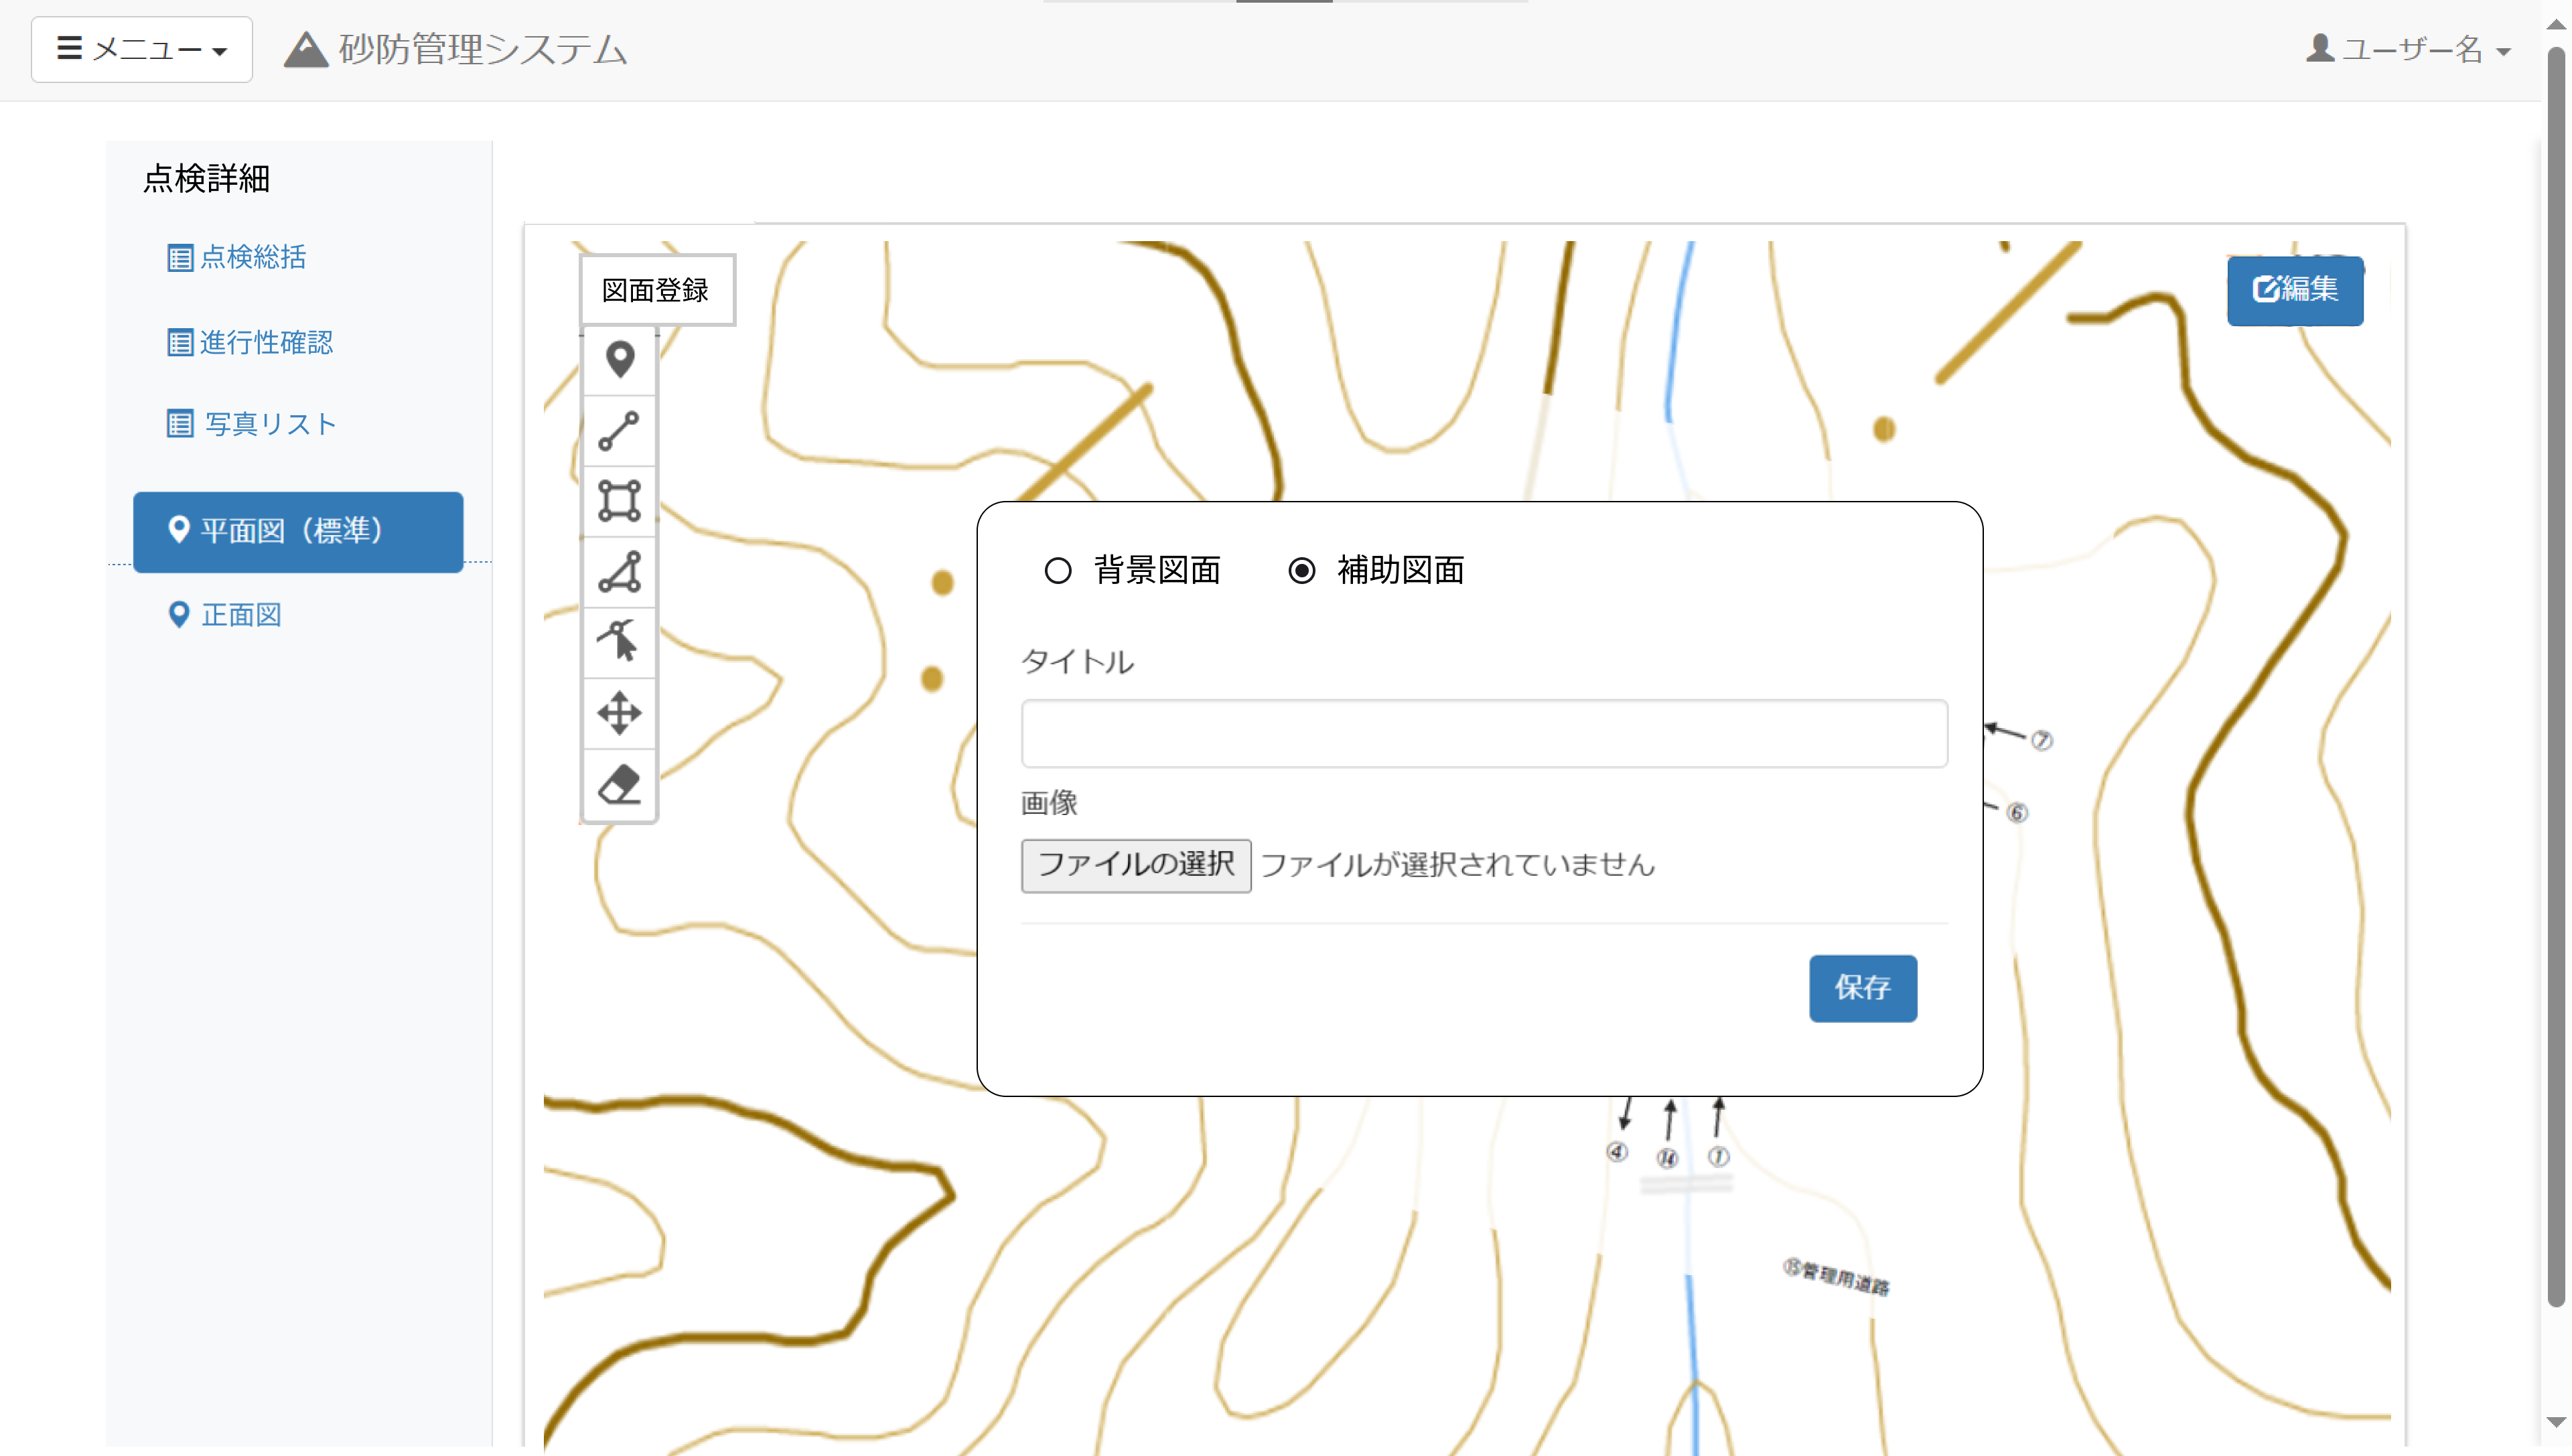 メニュー
砂防管理システム
ユーザー名
点検詳細
点検総括
進行性確認
写真リスト
平面図（標準）
正面図
図面登録
編集
背景図面
補助図面
タイトル
画像
ファイルの選択 ファイルが選択されていません
保存
⑦
⑥
④ ⑭ ①
⑮管理用道路